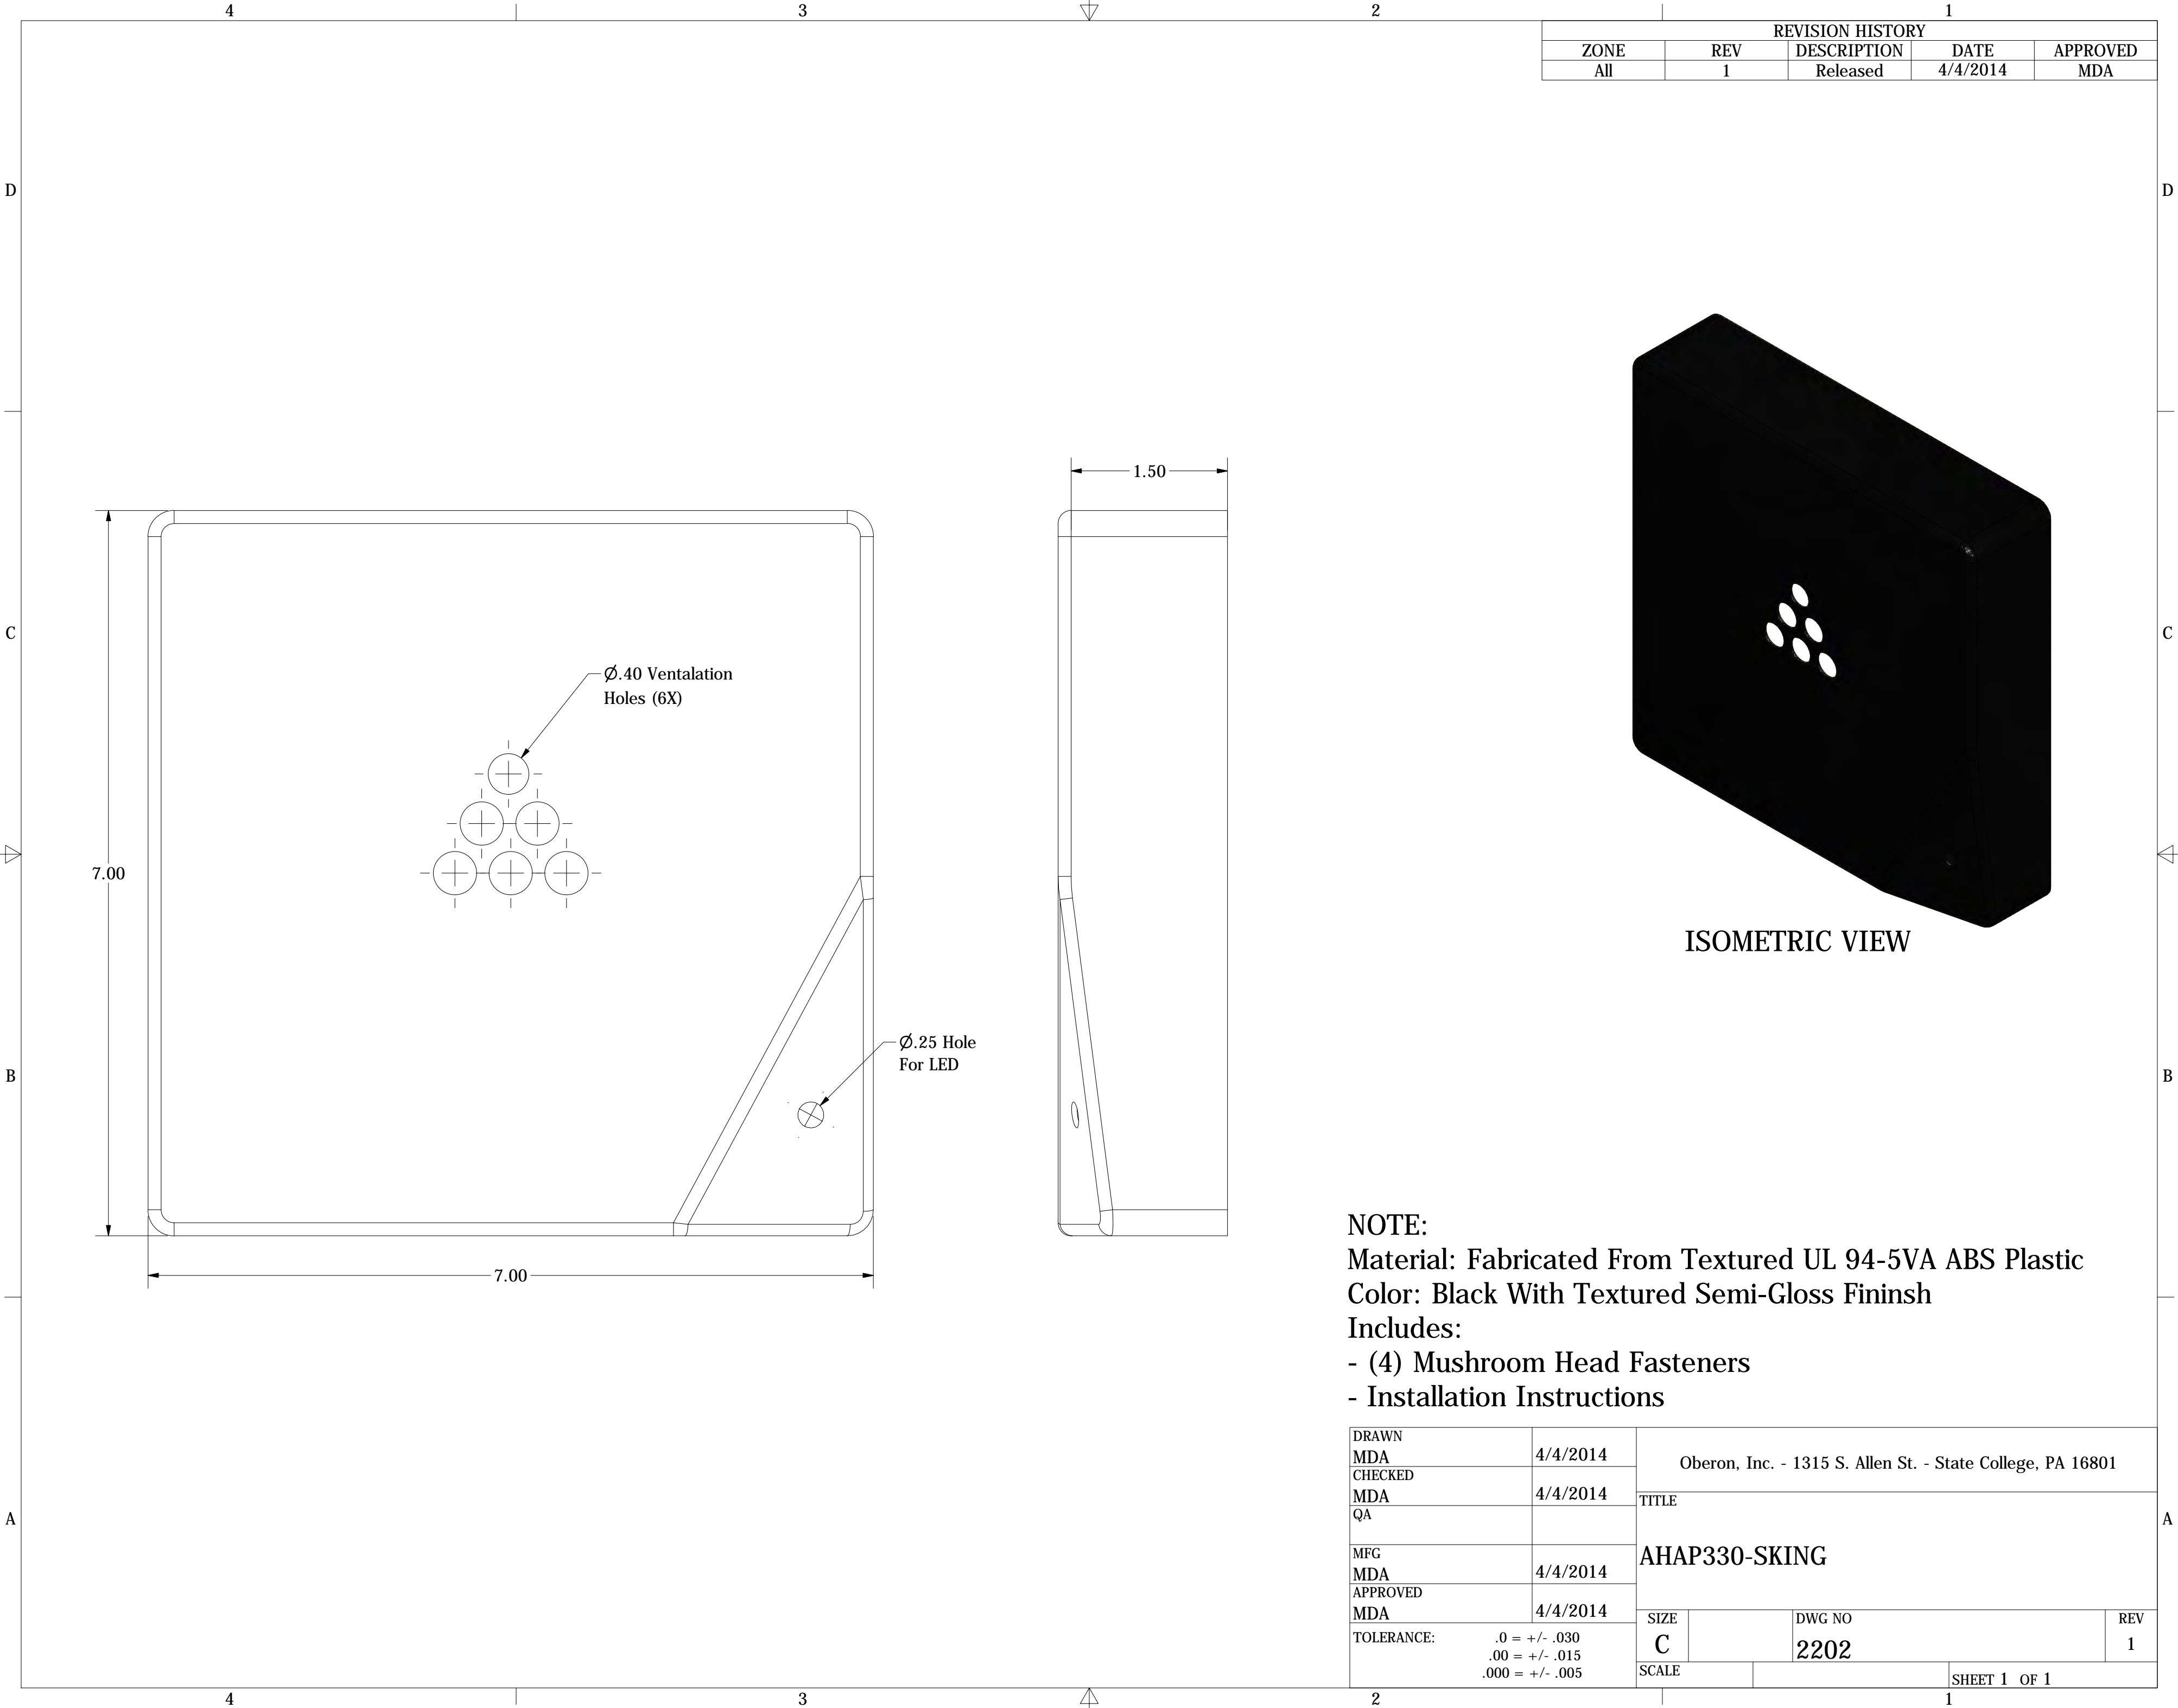 4 3 2 1
REVISION HISTORY
ZONE REV DESCRIPTION DATE APPROVED
All 1 Released 4/4/2014 MDA
D D
1.50
Ø.40 Ventalation
Holes (6X)
C C
7.00
ISOMETRIC VIEW
Ø.25 Hole
For LED
B B
7.00
NOTE:
Material: Fabricated From Textured UL 94-5VA ABS Plastic
Color: Black With Textured Semi-Gloss Fininsh
Includes:
- (4) Mushroom Head Fasteners
- Installation Instructions
DRAWN
MDA 4/4/2014
CHECKED
MDA 4/4/2014
QA
MFG
MDA 4/4/2014
APPROVED
MDA 4/4/2014
TOLERANCE: .0 = +/- .030
.00 = +/- .015
.000 = +/- .005
Oberon, Inc. - 1315 S. Allen St. - State College, PA 16801
TITLE
AHAP330-SKING
SIZE
C
DWG NO
2202
REV
1
SCALE
SHEET 1 OF 1
A A
4 3 2 1